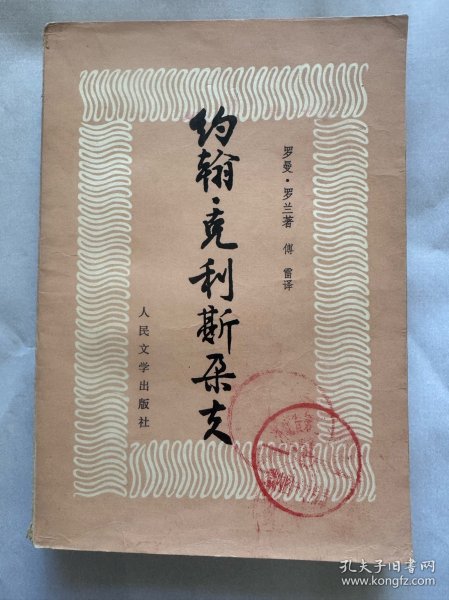 罗曼·罗兰著 傅雷译
约翰·克利斯朵夫
人民文学出版社
孔夫子旧书网
www.kongfz.com